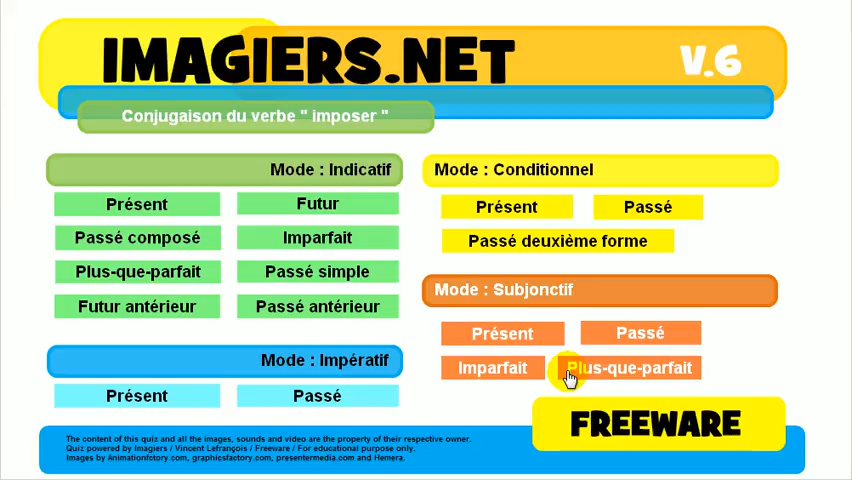 IMAGIERS.NET
V.6
Conjugaison du verbe " imposer "
Mode : Indicatif
Présent
Futur
Passé composé
Imparfait
Plus-que-parfait
Passé simple
Futur antérieur
Passé antérieur
Mode : Impératif
Présent
Passé
Mode : Conditionnel
Présent
Passé
Passé deuxième forme
Mode : Subjonctif
Présent
Passé
Imparfait
Plus-que-parfait
FREEWARE
The content of this quiz and all the images, sounds and video are the property of their respective owner.
Quiz powered by Imagiers / Vincent Lefrançois / Freeware / For educational purpose only.
Images by Animationfctory.com, graphicsfactory.com, presentermedia.com and Hemera.